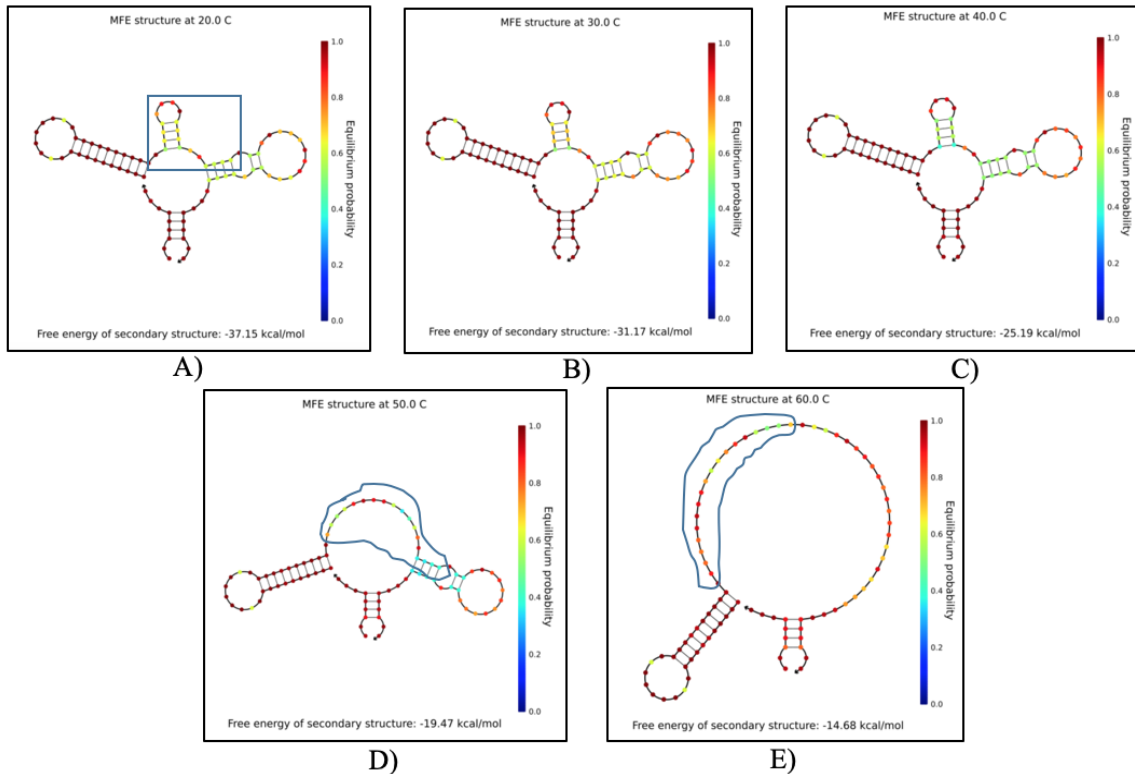 MFE structure at 20.0 C
1.0
0.8
0.6
0.4
0.2
0.0
Equilibrium probability
Free energy of secondary structure: -37.15 kcal/mol
A)
MFE structure at 30.0 C
1.0
0.8
0.6
0.4
0.2
0.0
Equilibrium probability
Free energy of secondary structure: -31.17 kcal/mol
B)
MFE structure at 40.0 C
1.0
0.8
0.6
0.4
0.2
0.0
Equilibrium probability
Free energy of secondary structure: -25.19 kcal/mol
C)
MFE structure at 50.0 C
1.0
0.8
0.6
0.4
0.2
0.0
Equilibrium probability
Free energy of secondary structure: -19.47 kcal/mol
D)
MFE structure at 60.0 C
1.0
0.8
0.6
0.4
0.2
0.0
Equilibrium probability
Free energy of secondary structure: -14.68 kcal/mol
E)